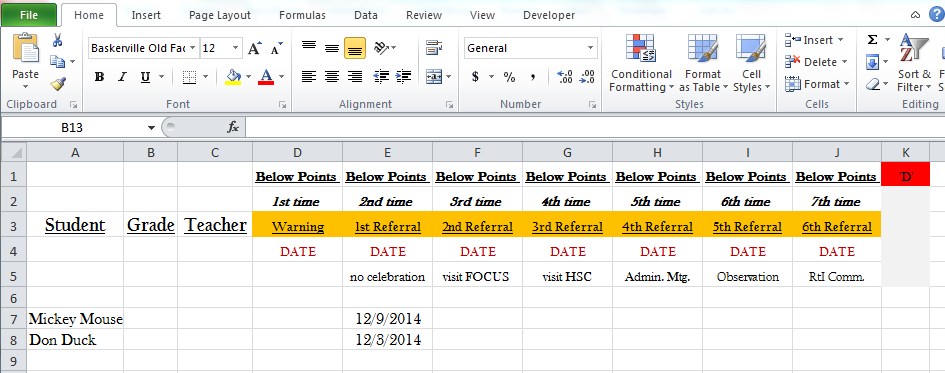 File Home Insert Page Layout Formulas Data Review View Developer
Baskerville Old Fac 12 A A General Insert Σ
Paste B I U A $ % , .0 .00 .00 .0 Conditional Formatting Format as Table Cell Styles Delete Format Sort & Filter
Clipboard Font Alignment Number Styles Cells Editing
B13 fx
A B C D E F G H I J K
1 Below Points Below Points Below Points Below Points Below Points Below Points Below Points 'D'
2 1st time 2nd time 3rd time 4th time 5th time 6th time 7th time
3 Student Grade Teacher Warning 1st Referral 2nd Referral 3rd Referral 4th Referral 5th Referral 6th Referral
4 DATE DATE DATE DATE DATE DATE DATE
5 no celebration visit FOCUS visit HSC Admin. Mtg. Observation RtI Comm.
6
7 Mickey Mouse 12/9/2014
8 Don Duck 12/3/2014
9